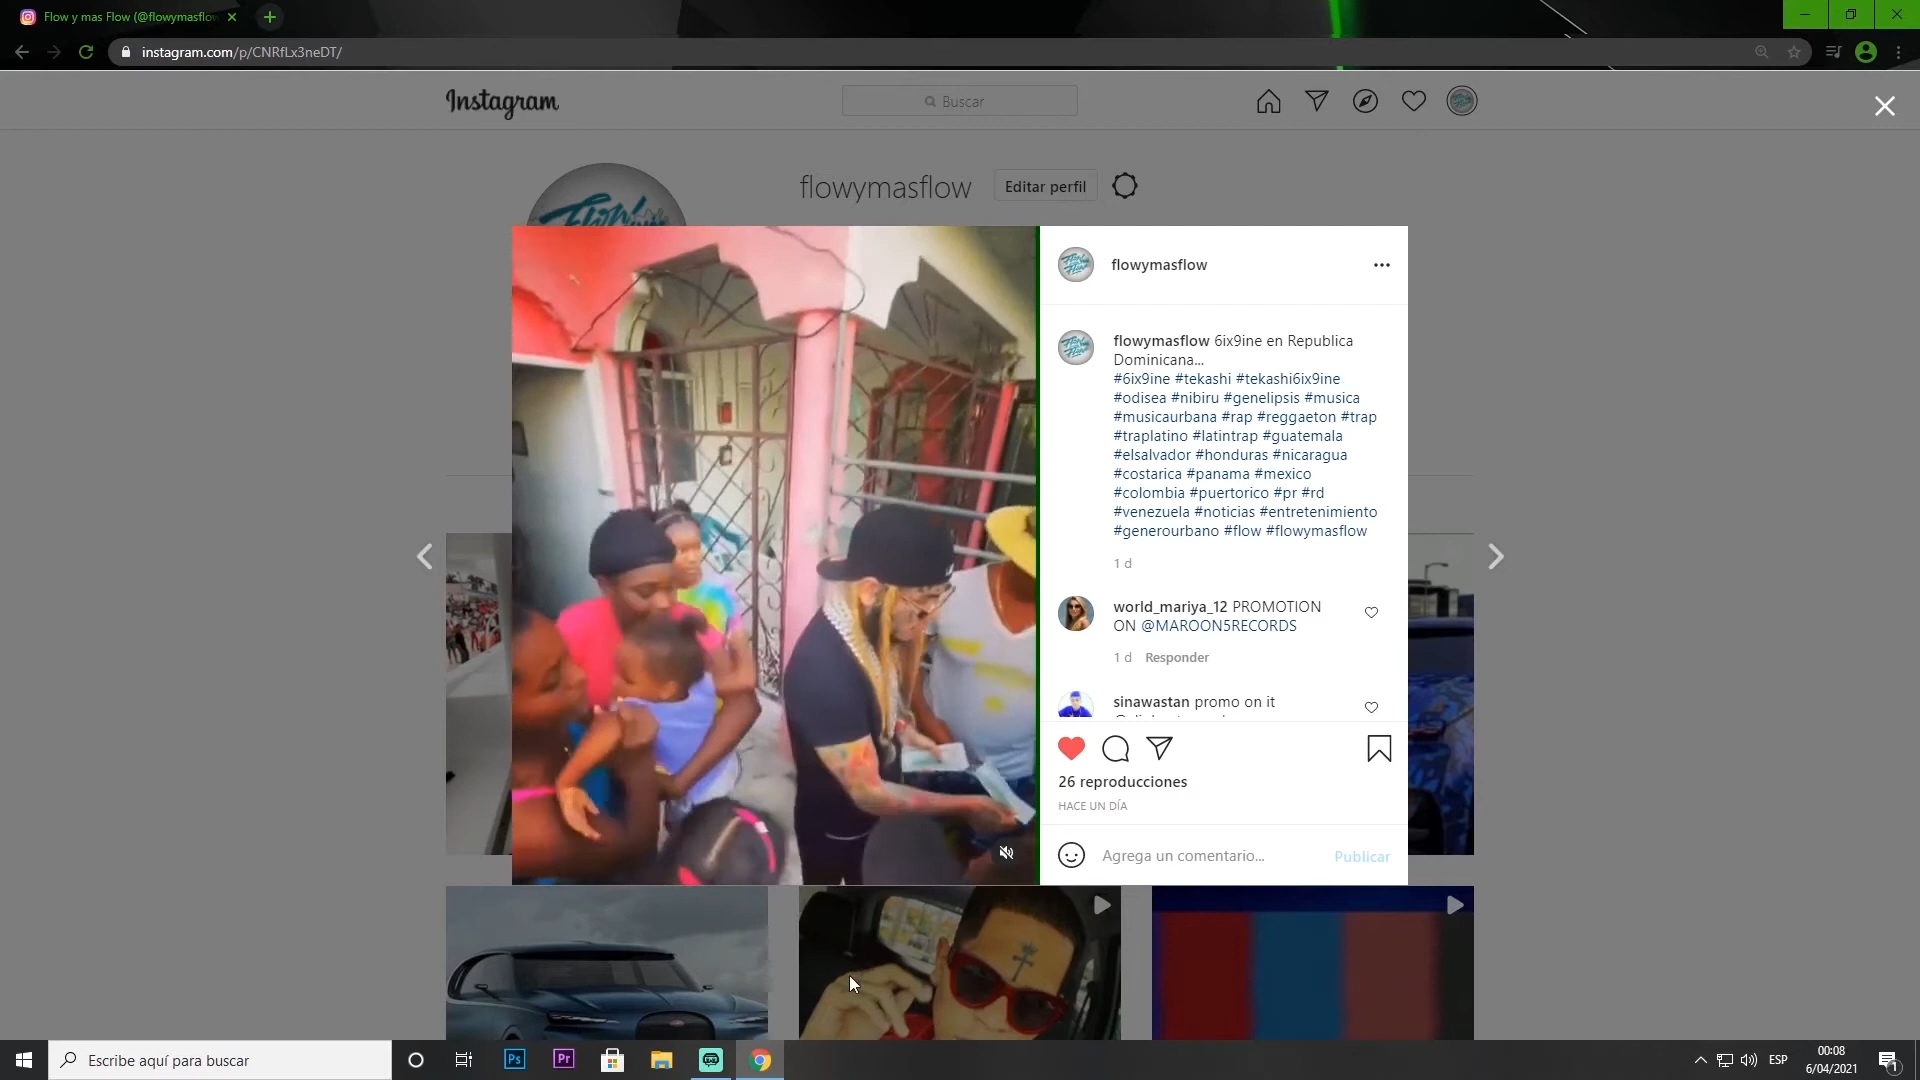 Flow y mas Flow (@flowymasflow
instagram.com/p/CNRfLx3neDT/
Instagram
Buscar
flowymasflow
Editar perfil
flowymasflow
flowymasflow 6ix9ine en Republica
Dominicana...
#6ix9ine #tekashi #tekashi6ix9ine
#odisea #nibiru #genelipsis #musica
#musicaurbana #rap #reggaeton #trap
#traplatino #latintrap #guatemala
#elsalvador #honduras #nicaragua
#costarica #panama #mexico
#colombia #puertorico #pr #rd
#venezuela #noticias #entretenimiento
#generourbano #flow #flowymasflow
1 d
world_mariya_12 PROMOTION
ON @MAROON5RECORDS
1 d Responder
sinawastan promo on it
26 reproducciones
HACE UN DÍA
Agrega un comentario...
Publicar
Escribe aquí para buscar
Ps
Pr
ESP
00:08
6/04/2021
1